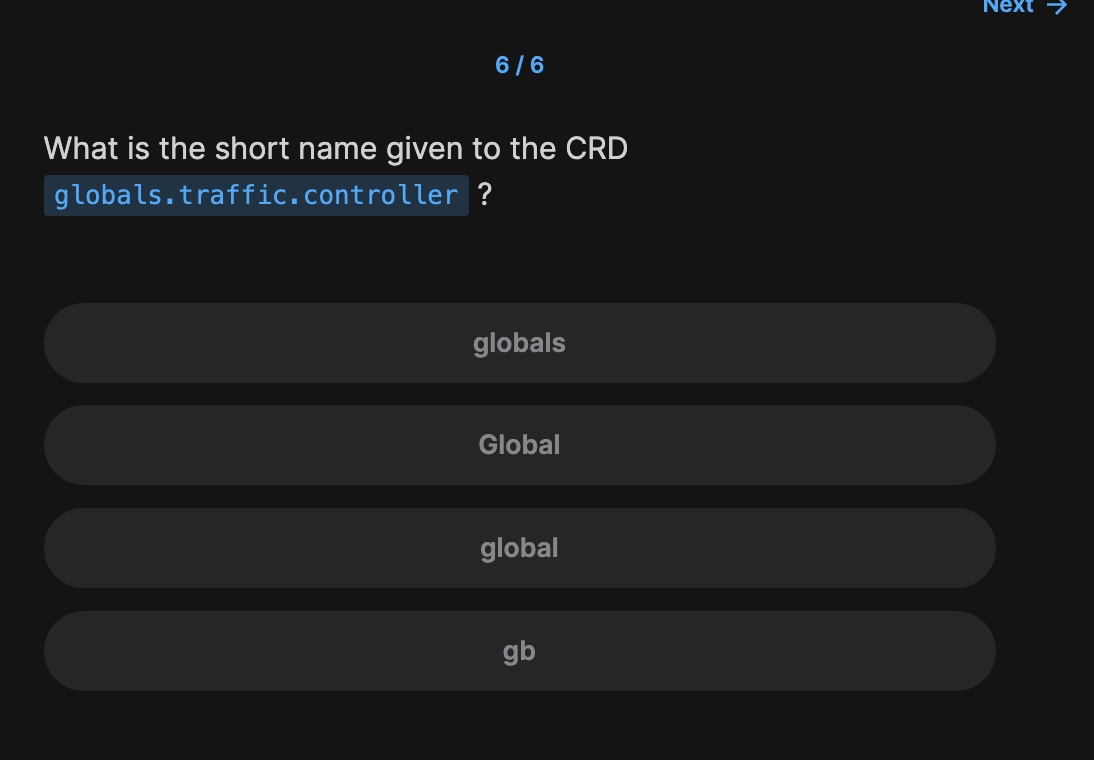 Next →
6 / 6
What is the short name given to the CRD
globals.traffic.controller ?
globals
Global
global
gb